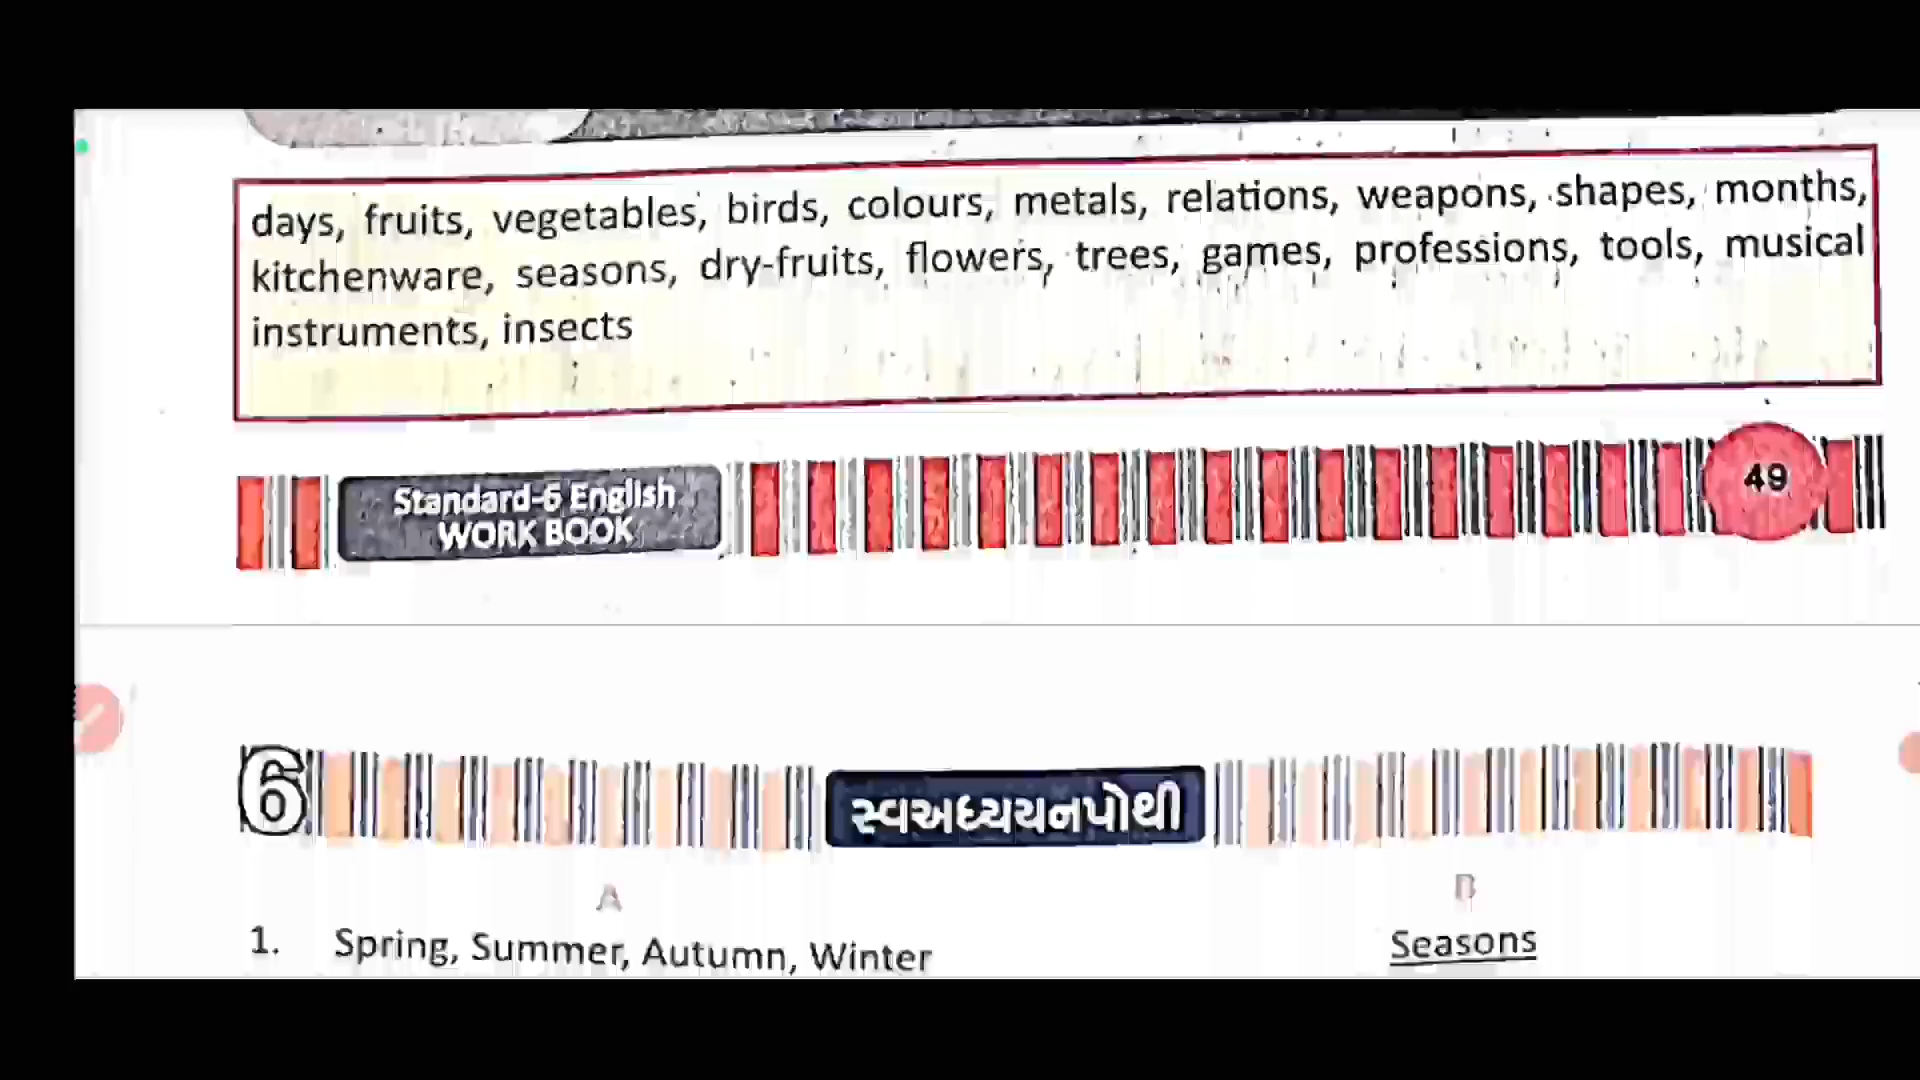 days, fruits, vegetables, birds, colours, metals, relations, weapons, shapes, months,
kitchenware, seasons, dry-fruits, flowers, trees, games, professions, tools, musical
instruments, insects
Standard-6 English
WORK BOOK
49
6
સ્વઅધ્યયનપોથી
A B
1. Spring, Summer, Autumn, Winter Seasons